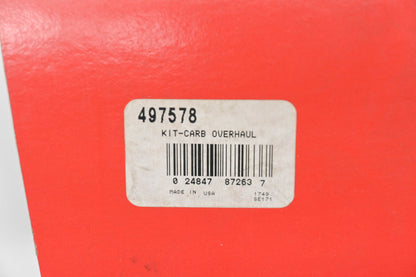 497578
KIT-CARB OVERHAUL
0 24847 87263 7
MADE IN USA 1749
SE171